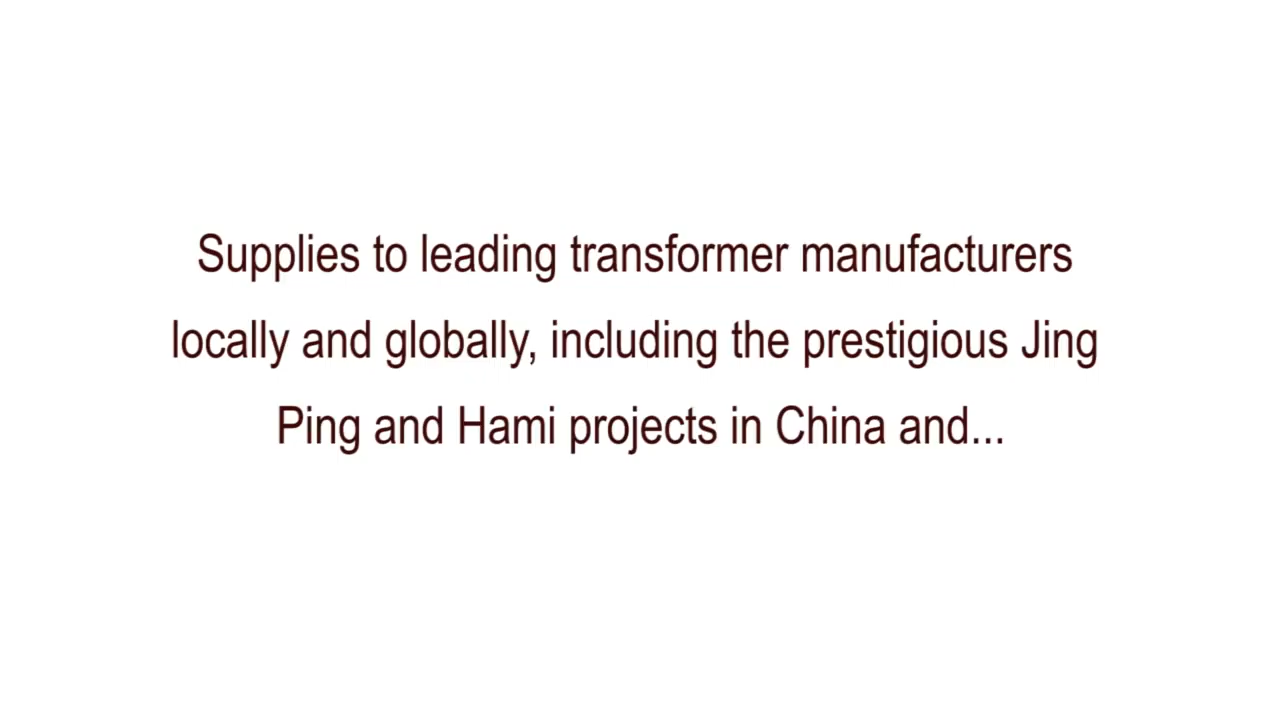 Supplies to leading transformer manufacturers
locally and globally, including the prestigious Jing
Ping and Hami projects in China and...